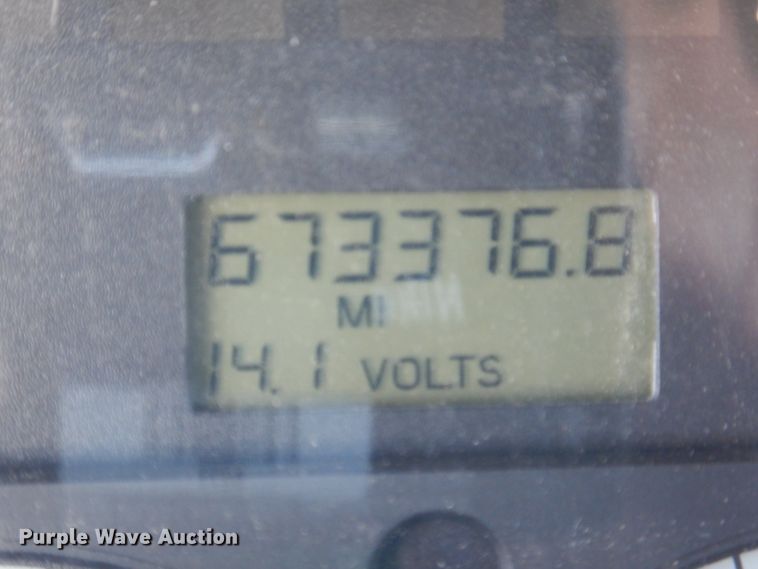 673376.8
MI
14.1 VOLTS
Purple Wave Auction